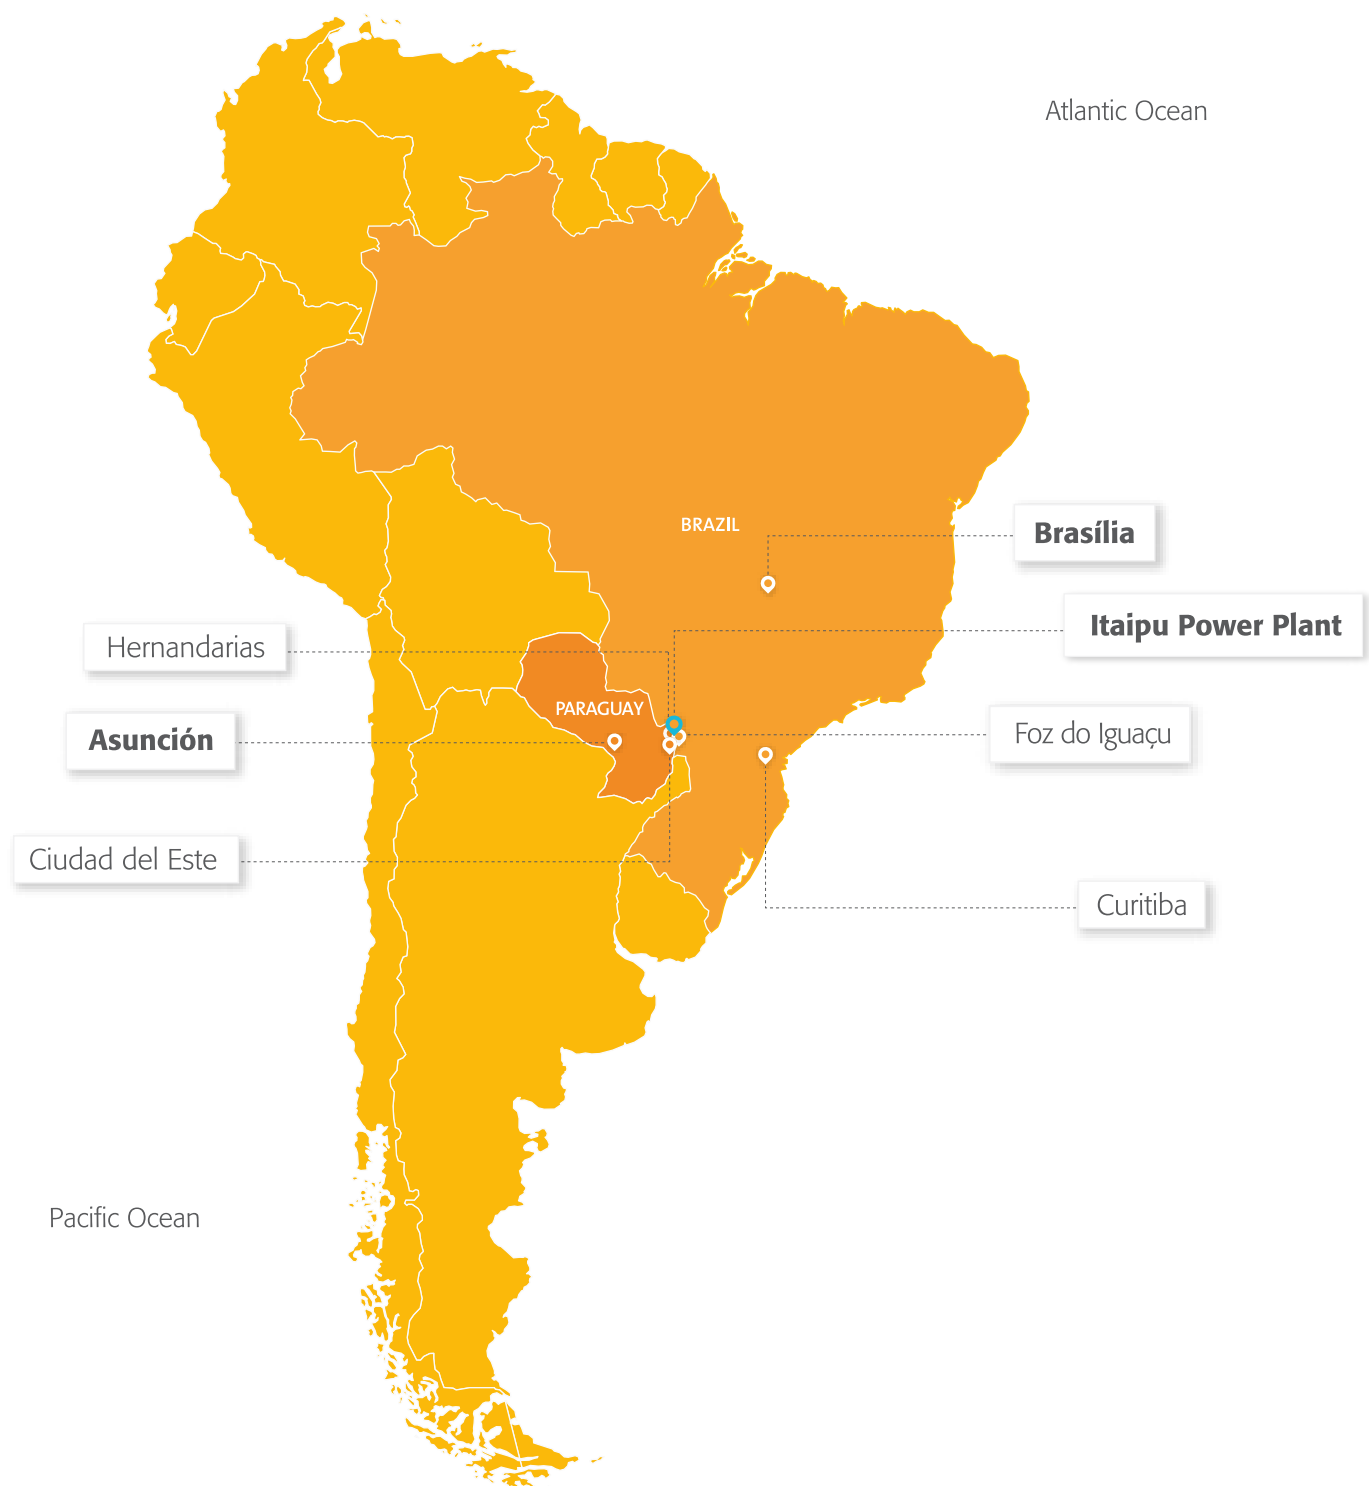 Atlantic Ocean
BRAZIL
Brasília
Itaipu Power Plant
Hernandarias
PARAGUAY
Asunción
Foz do Iguaçu
Ciudad del Este
Curitiba
Pacific Ocean